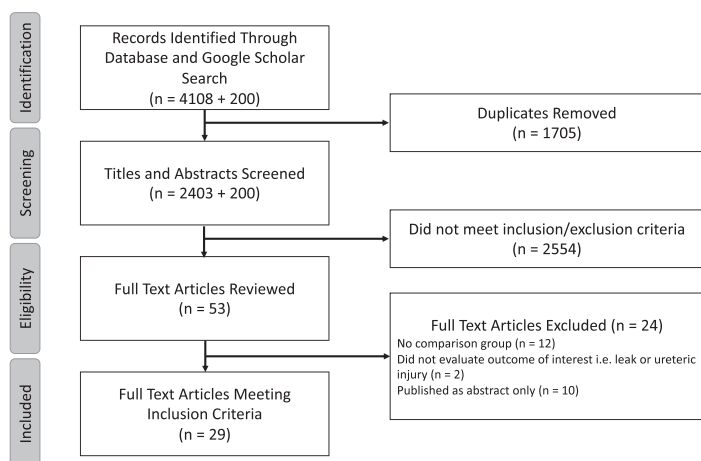 Identification
Records Identified Through
Database and Google Scholar
Search
(n = 4108 + 200)
Duplicates Removed
(n = 1705)
Screening
Titles and Abstracts Screened
(n = 2403 + 200)
Did not meet inclusion/exclusion criteria
(n = 2554)
Eligibility
Full Text Articles Reviewed
(n = 53)
Full Text Articles Excluded (n = 24)
No comparison group (n = 12)
Did not evaluate outcome of interest i.e. leak or ureteric
injury (n = 2)
Published as abstract only (n = 10)
Included
Full Text Articles Meeting
Inclusion Criteria
(n = 29)